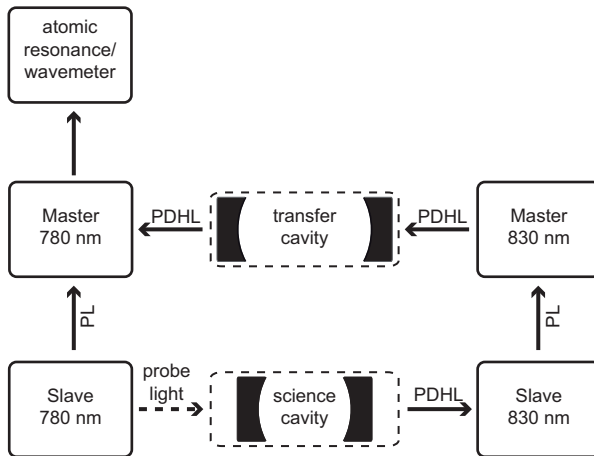 atomic
resonance/
wavemeter
Master
780 nm
PDHL
transfer
cavity
PDHL
Master
830 nm
PL
PL
Slave
780 nm
probe
light
science
cavity
PDHL
Slave
830 nm